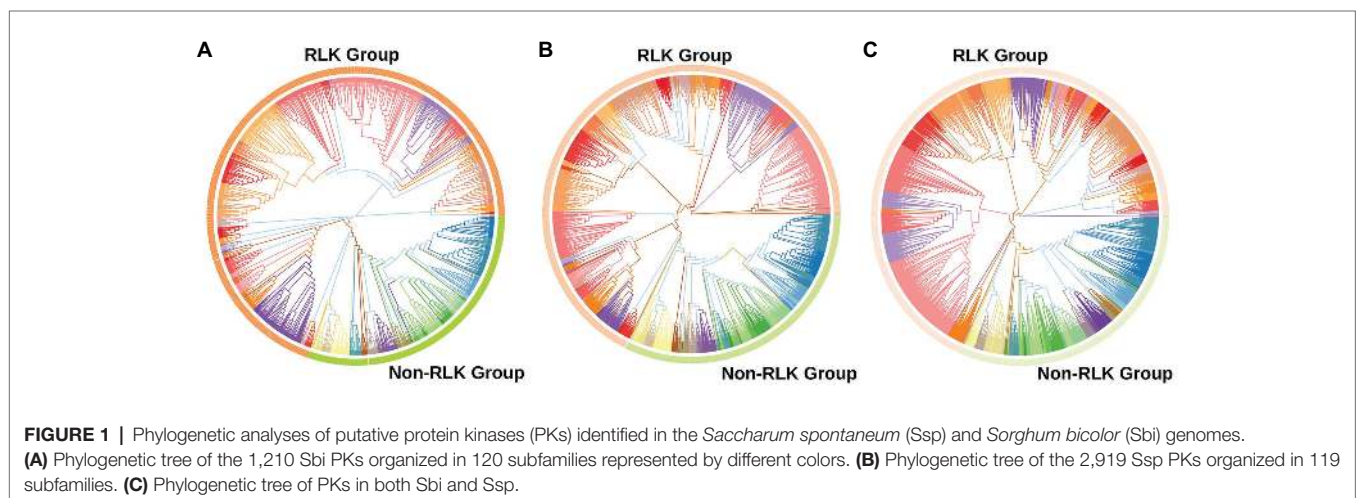 A
RLK Group
B
RLK Group
C
RLK Group
Non-RLK Group
Non-RLK Group
Non-RLK Group
FIGURE 1 | Phylogenetic analyses of putative protein kinases (PKs) identified in the Saccharum spontaneum (Ssp) and Sorghum bicolor (Sbi) genomes.
(A) Phylogenetic tree of the 1,210 Sbi PKs organized in 120 subfamilies represented by different colors. (B) Phylogenetic tree of the 2,919 Ssp PKs organized in 119
subfamilies. (C) Phylogenetic tree of PKs in both Sbi and Ssp.